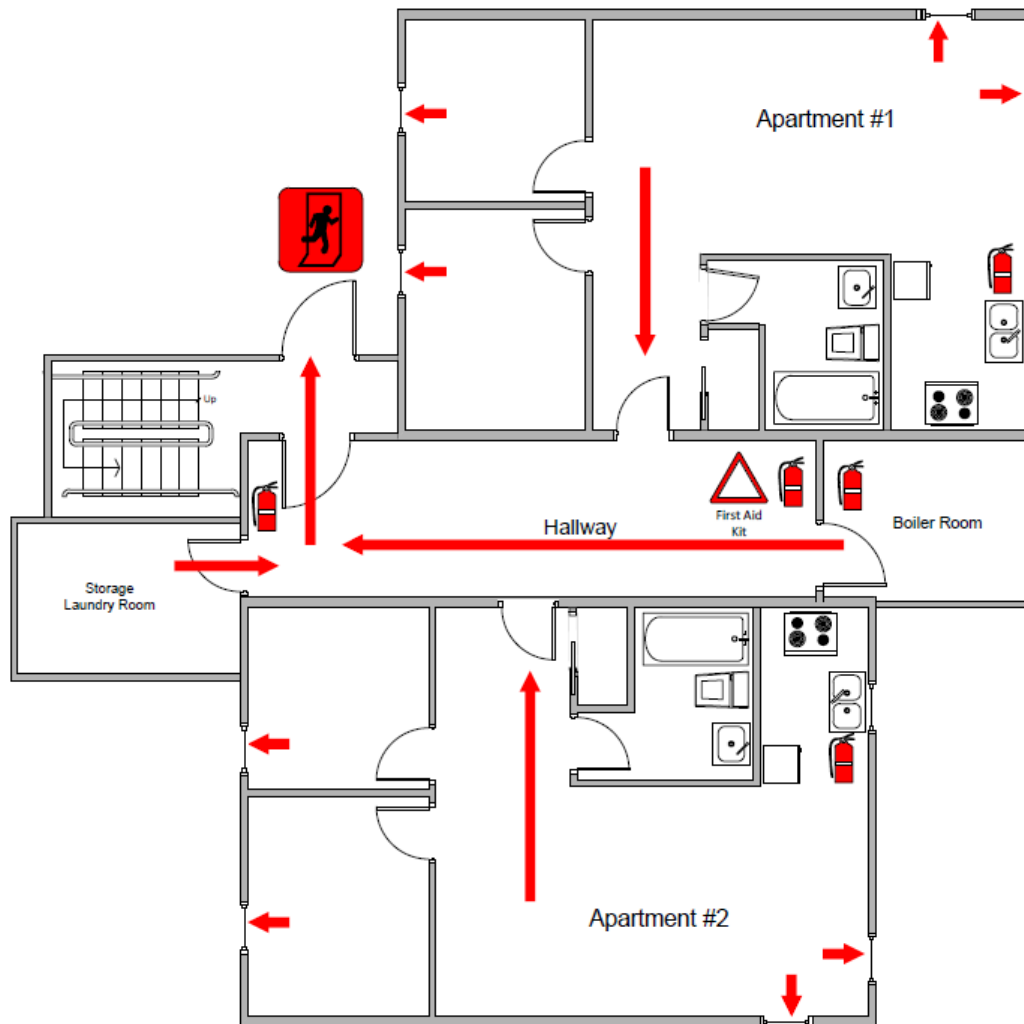 Apartment #1
Up
First Aid
Kit
Hallway
Boiler Room
Storage
Laundry Room
Apartment #2